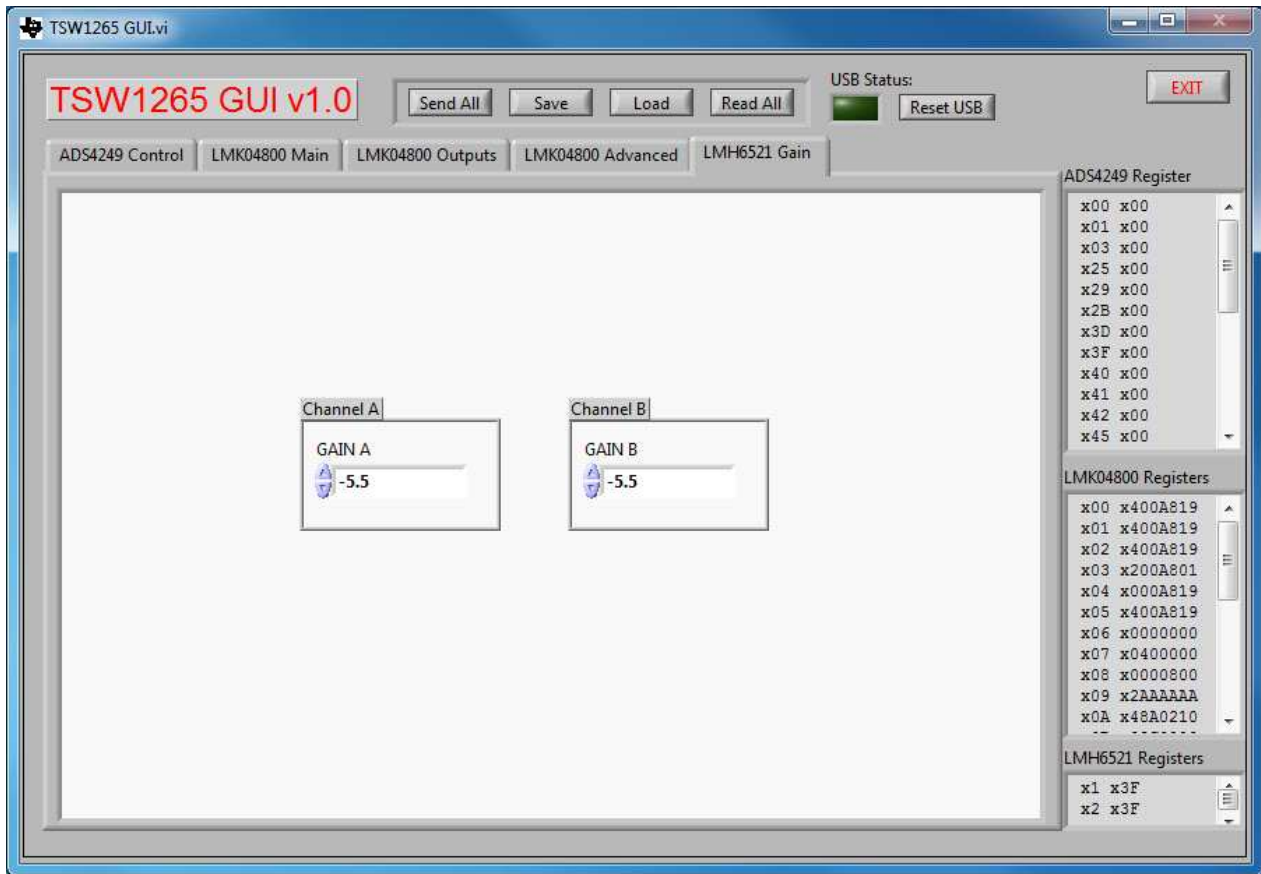 TSW1265 GUI.vi
TSW1265 GUI v1.0
Send All
Save
Load
Read All
USB Status:
Reset USB
EXIT
ADS4249 Control
LMK04800 Main
LMK04800 Outputs
LMK04800 Advanced
LMH6521 Gain
Channel A
GAIN A
-5.5
Channel B
GAIN B
-5.5
ADS4249 Register
x00 x00
x01 x00
x03 x00
x25 x00
x29 x00
x2B x00
x3D x00
x3F x00
x40 x00
x41 x00
x42 x00
x45 x00
LMK04800 Registers
x00 x400A819
x01 x400A819
x02 x400A819
x03 x200A801
x04 x000A819
x05 x400A819
x06 x0000000
x07 x0400000
x08 x0000800
x09 x2AAAAAA
x0A x48A0210
LMH6521 Registers
x1 x3F
x2 x3F